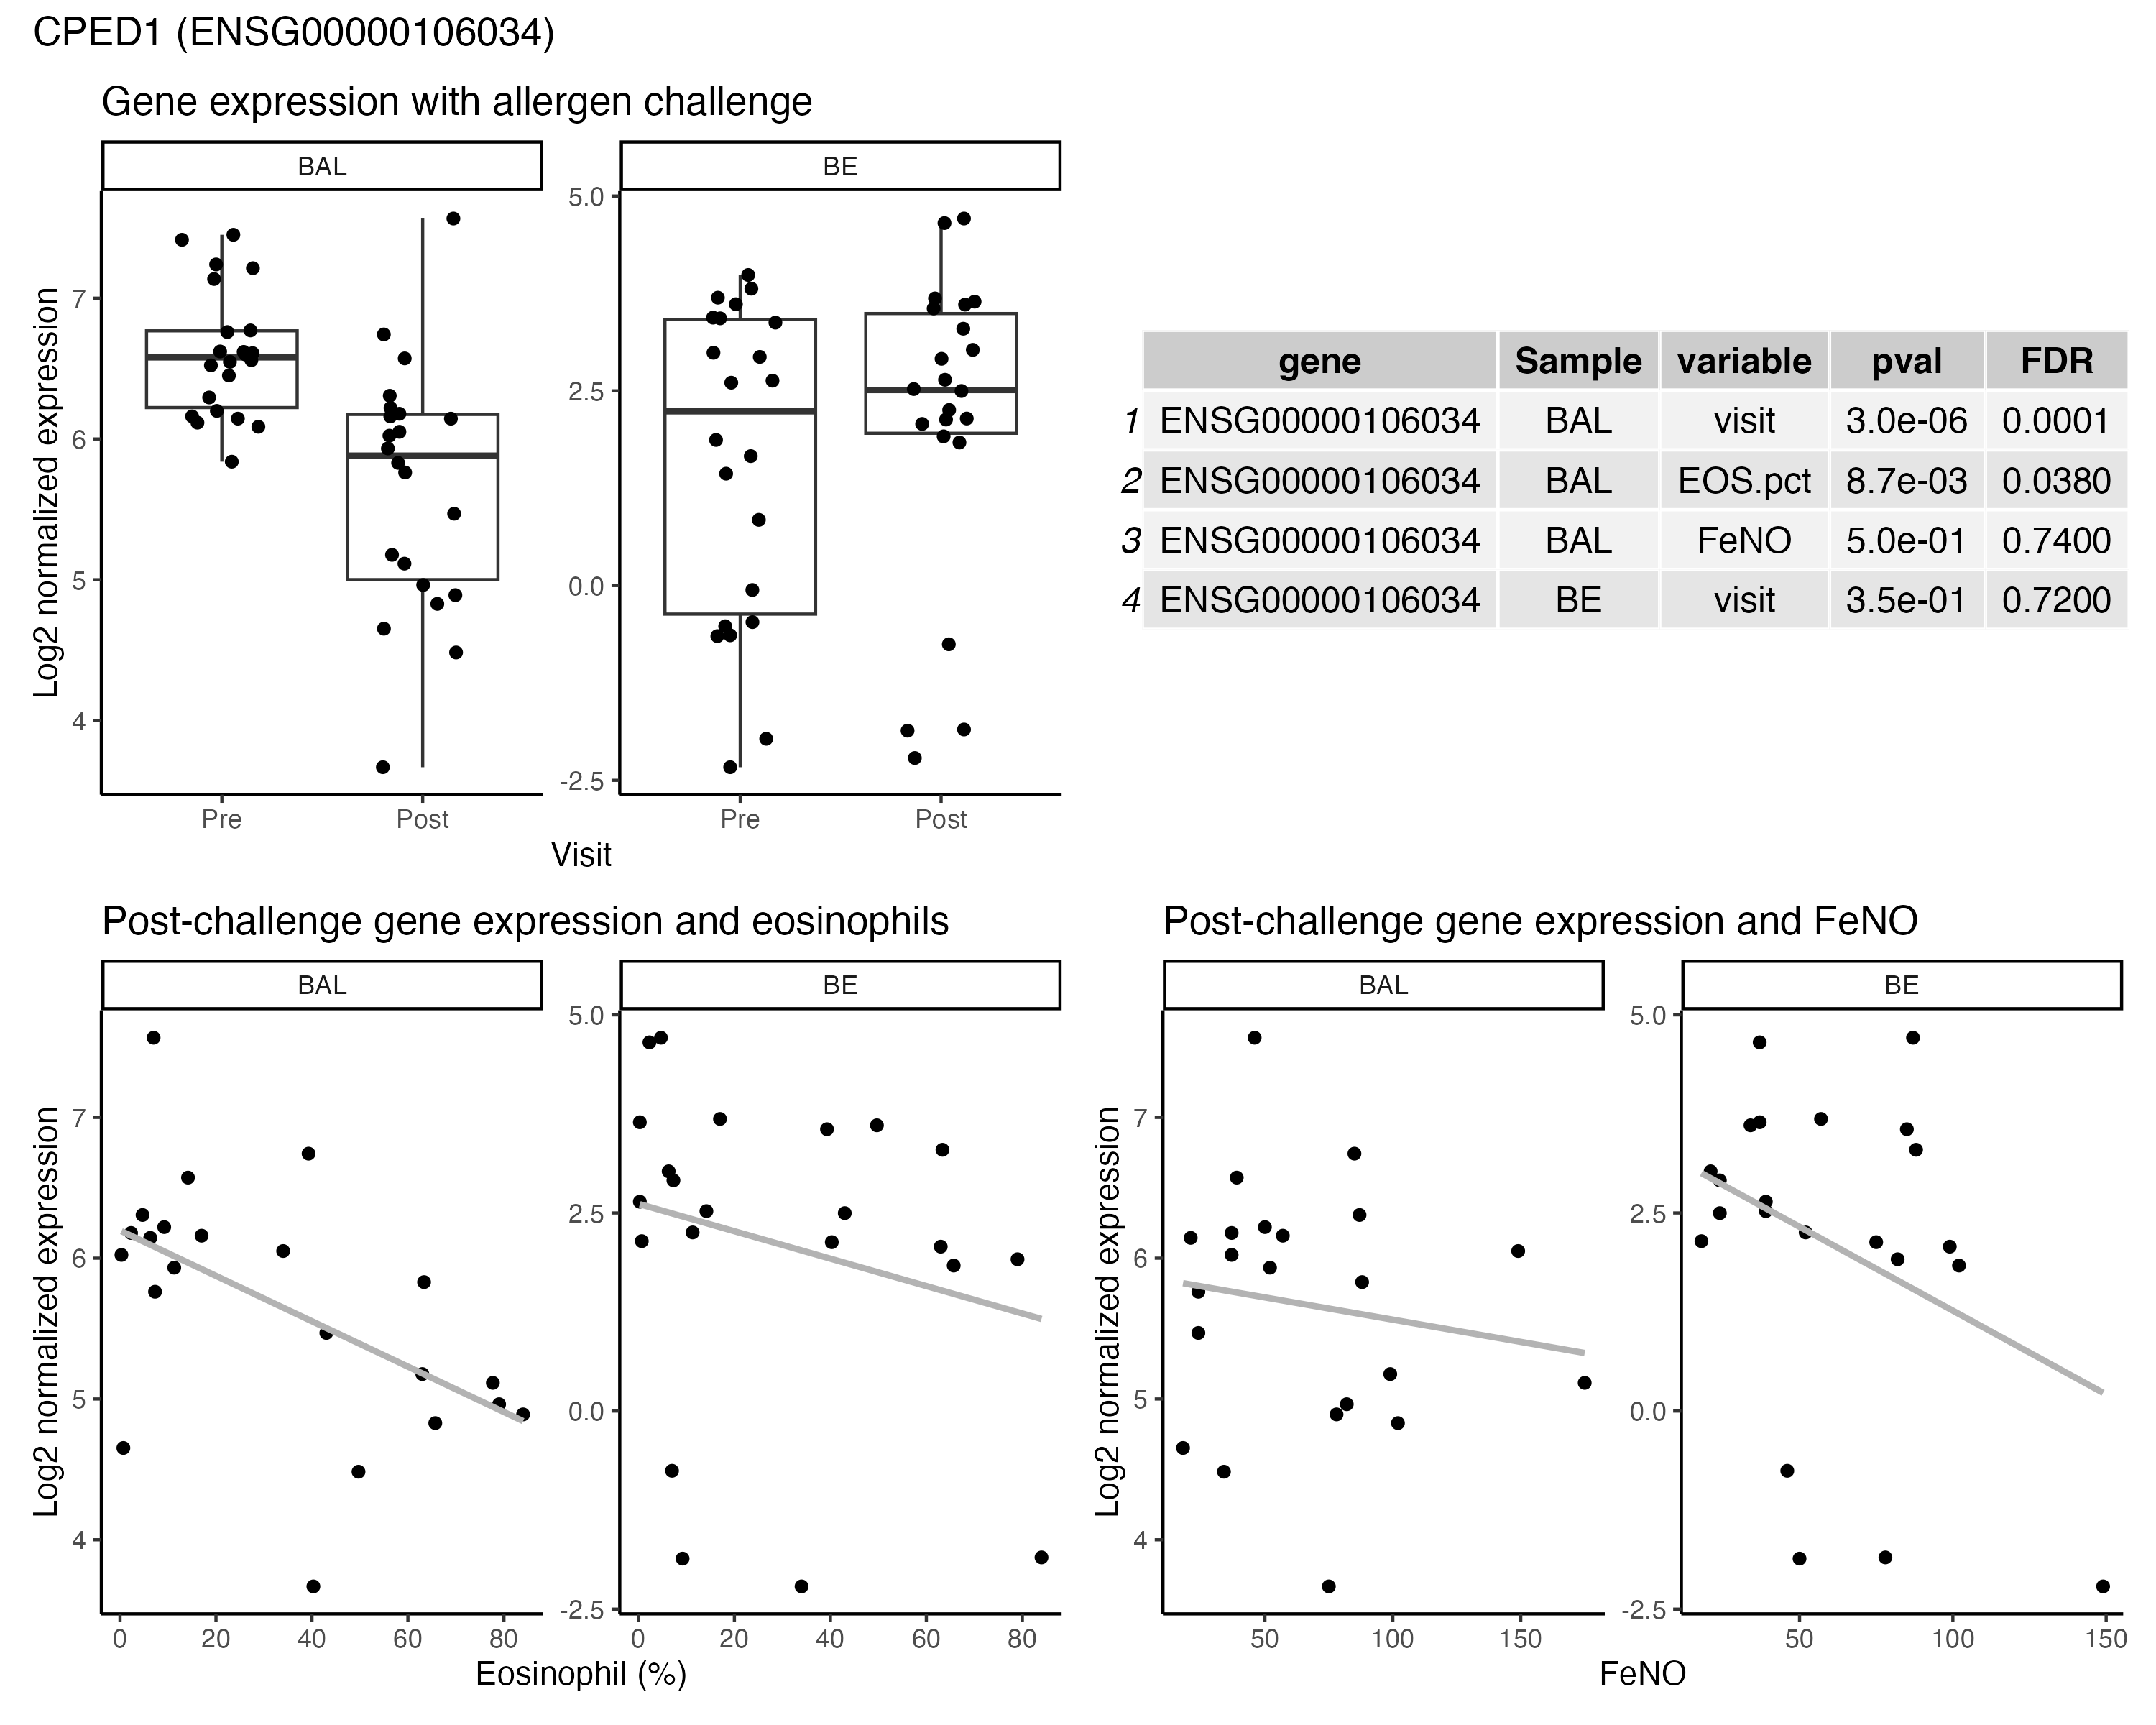 CPED1 (ENSG00000106034)
Gene expression with allergen challenge
BAL
BE
Log2 normalized expression
7
6
5
4
5.0
2.5
0.0
-2.5
Pre
Post
Pre
Post
Visit
gene Sample variable pval FDR
1 ENSG00000106034 BAL visit 3.0e-06 0.0001
2 ENSG00000106034 BAL EOS.pct 8.7e-03 0.0380
3 ENSG00000106034 BAL FeNO 5.0e-01 0.7400
4 ENSG00000106034 BE visit 3.5e-01 0.7200
Post-challenge gene expression and eosinophils
BAL
BE
Log2 normalized expression
7
6
5
4
5.0
2.5
0.0
-2.5
0 20 40 60 80
0 20 40 60 80
Eosinophil (%)
Post-challenge gene expression and FeNO
BAL
BE
Log2 normalized expression
7
6
5
4
5.0
2.5
0.0
-2.5
50 100 150
50 100 150
FeNO